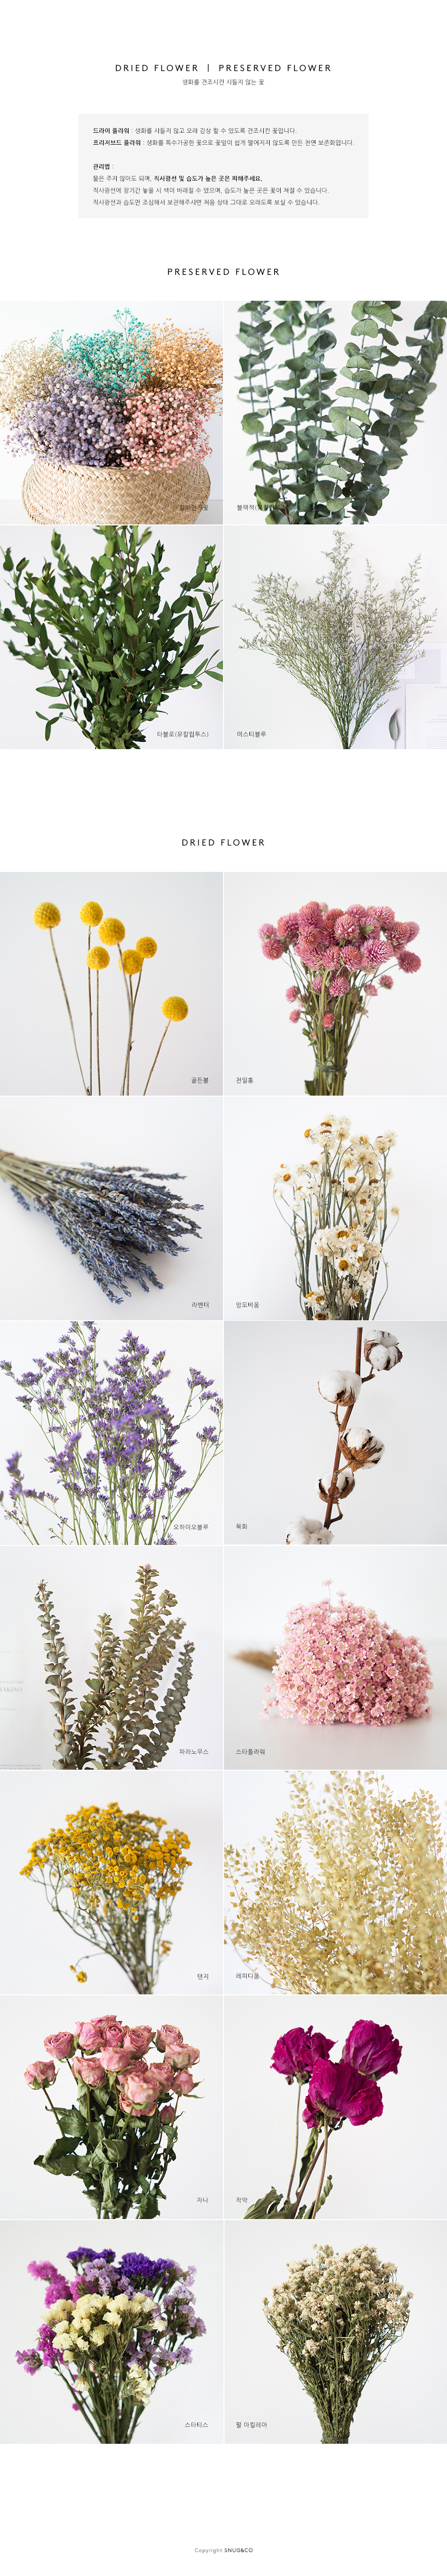 DRIED FLOWER | PRESERVED FLOWER
생화를 건조시킨 시들지 않는 꽃
드라이 플라워 : 생화를 시들지 않고 오래 감상 할 수 있도록 건조시킨 꽃입니다.
프리저브드 플라워 : 생화를 특수가공한 꽃으로 꽃잎이 쉽게 떨어지지 않도록 만든 천연 보존화입니다.
관리법 :
물은 주지 않아도 되며, 직사광선 및 습도가 높은 곳은 피해주세요.
직사광선에 장기간 놓을 시 색이 바래질 수 있으며, 습도가 높은 곳은 꽃이 쳐질 수 있습니다.
직사광선과 습도만 조심해서 보관해주시면 처음 상태 그대로 오래도록 보실 수 있습니다.
PRESERVED FLOWER
블랙잭
타블로(유칼립투스)
미스티블루
DRIED FLOWER
골든볼
천일홍
라벤더
암모비움
오하이오블루
목화
파라노무스
스타플라워
탠지
레피디움
자나
작약
스타티스
펄 아킬레아
Copyright SNUG&CO